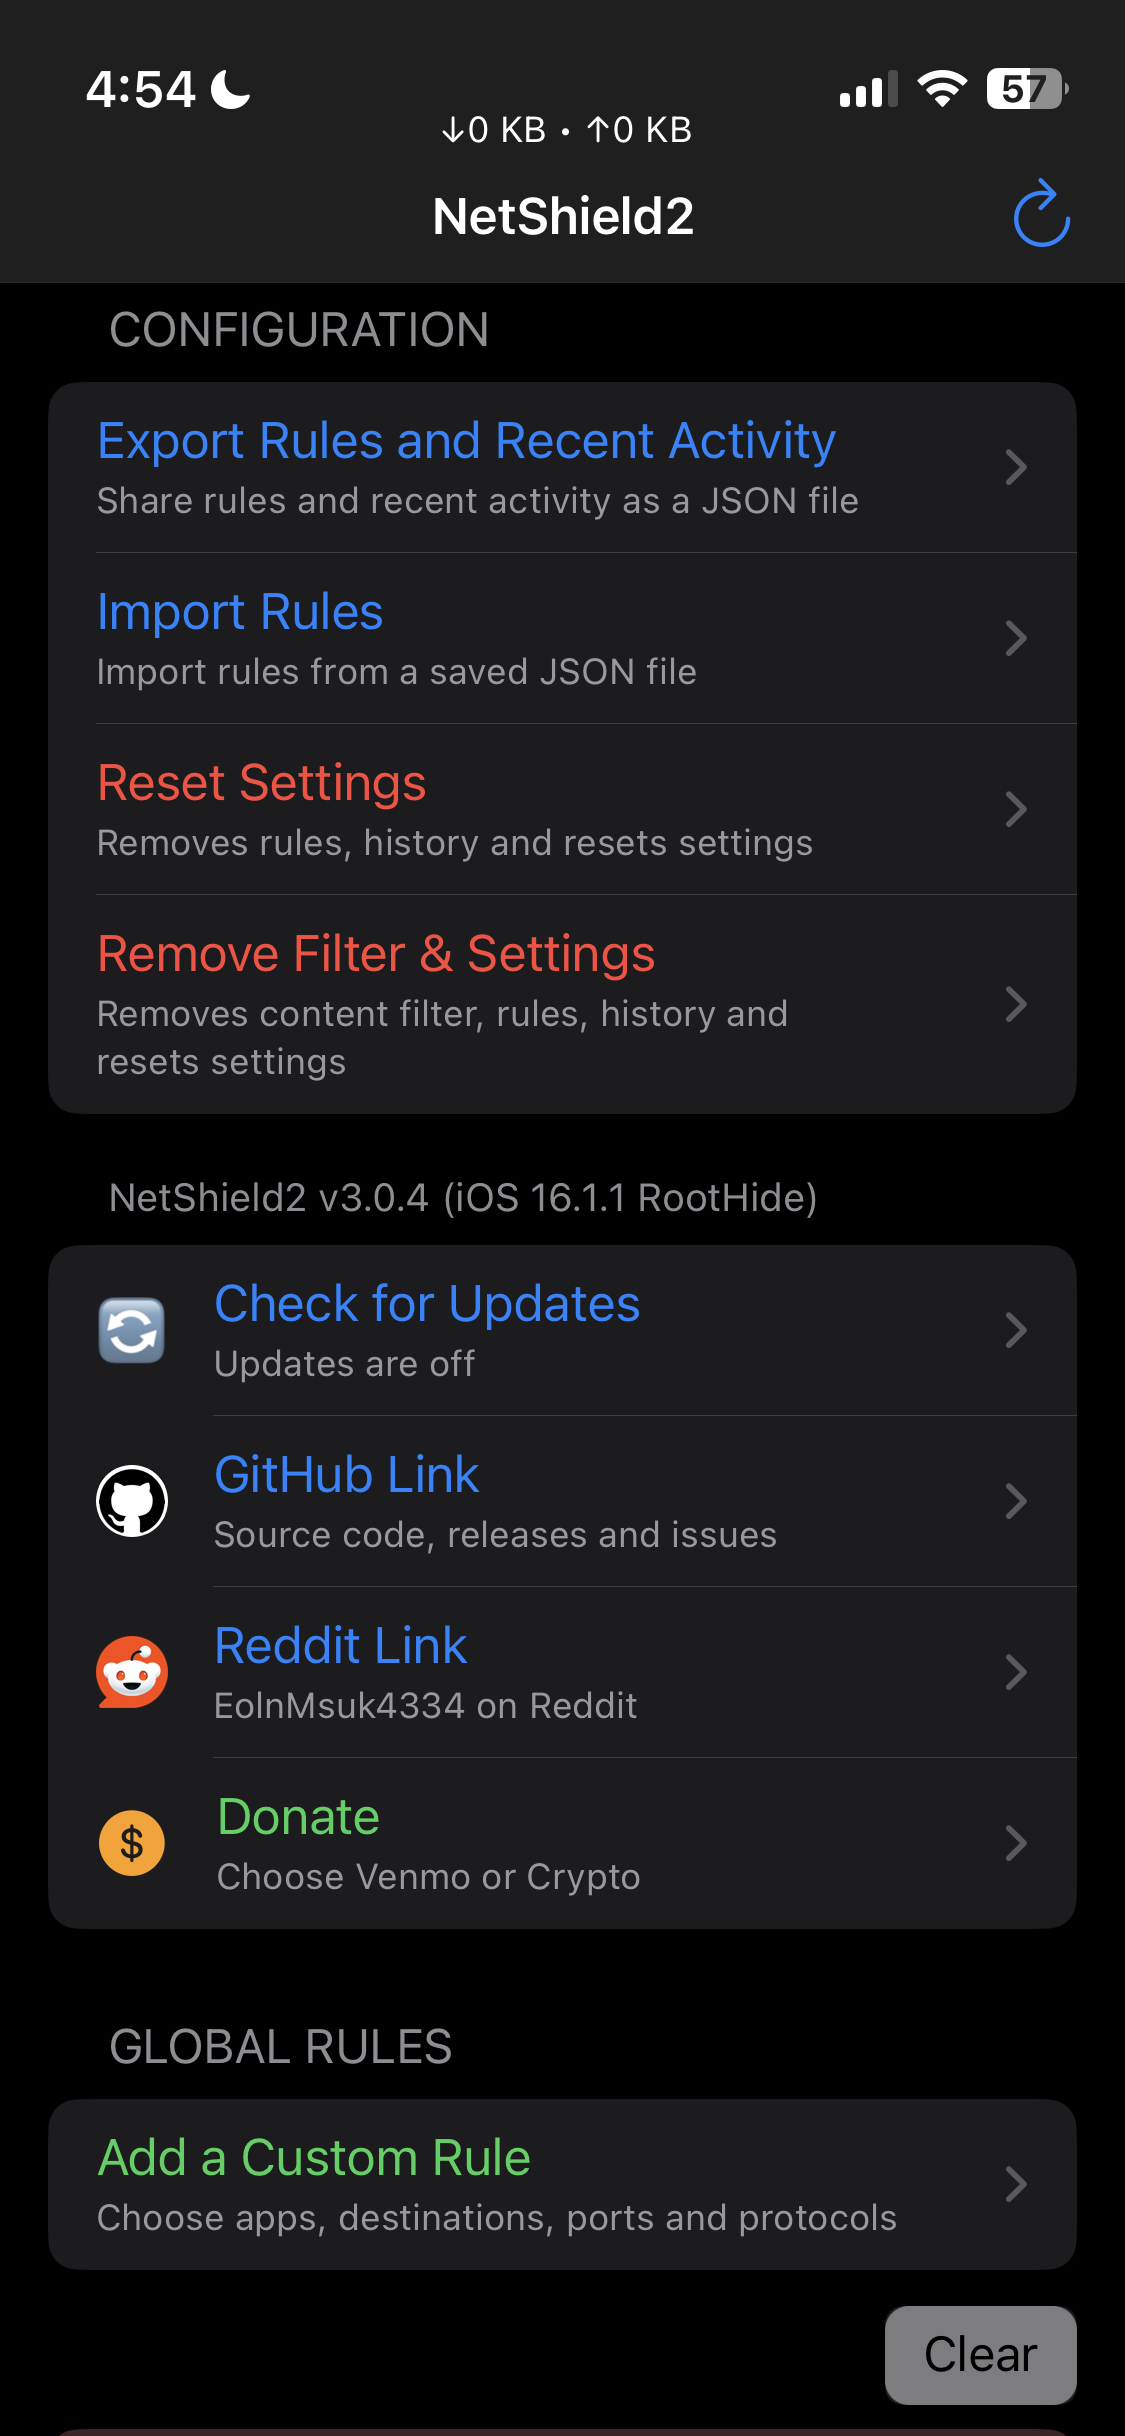 4:54
57
↓0 KB • ↑0 KB
NetShield2
CONFIGURATION
Export Rules and Recent Activity
Share rules and recent activity as a JSON file
Import Rules
Import rules from a saved JSON file
Reset Settings
Removes rules, history and resets settings
Remove Filter & Settings
Removes content filter, rules, history and
resets settings
NetShield2 v3.0.4 (iOS 16.1.1 RootHide)
Check for Updates
Updates are off
GitHub Link
Source code, releases and issues
Reddit Link
EolnMsuk4334 on Reddit
$
Donate
Choose Venmo or Crypto
GLOBAL RULES
Add a Custom Rule
Choose apps, destinations, ports and protocols
Clear